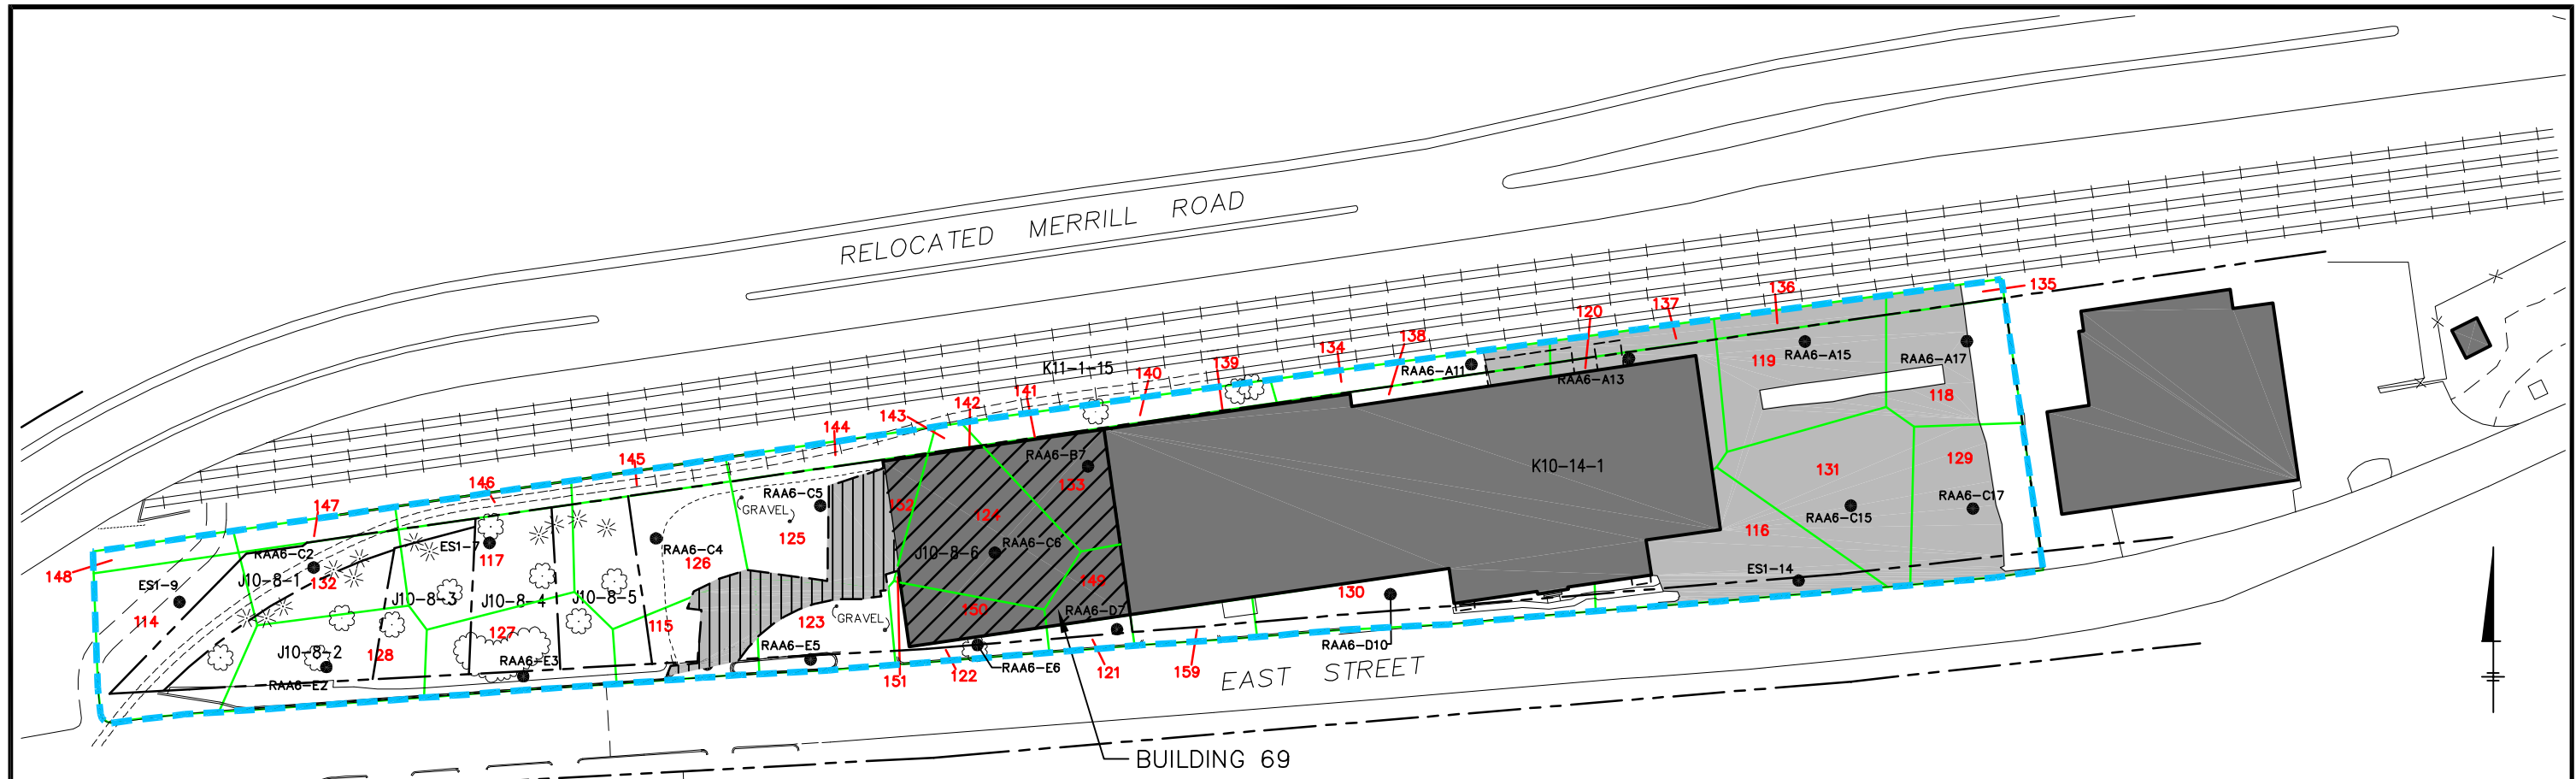 RELOCATED MERRILL ROAD
135
136
137
120
138
134
139
140
141
142
143
144
145
146
147
148
K11-1-15
RAA6-A11
RAA6-A13
119
RAA6-A15
RAA6-A17
118
RAA6-B7
133
K10-14-1
131
129
RAA6-C5
GRAVEL
152
124
RAA6-C17
RAA6-C15
116
125
RAA6-C2
ES1-7
117
RAA6-C4
126
J10-8-6
RAA6-C6
ES1-9
J10-8-1
132
114
J10-8-3
J10-8-4
J10-8-5
149
ES1-14
130
150
RAA6-D7
115
123
GRAVEL
127
J10-8-2
128
RAA6-E3
RAA6-E5
RAA6-E2
151
122
RAA6-E6
121
159
RAA6-D10
EAST STREET
BUILDING 69